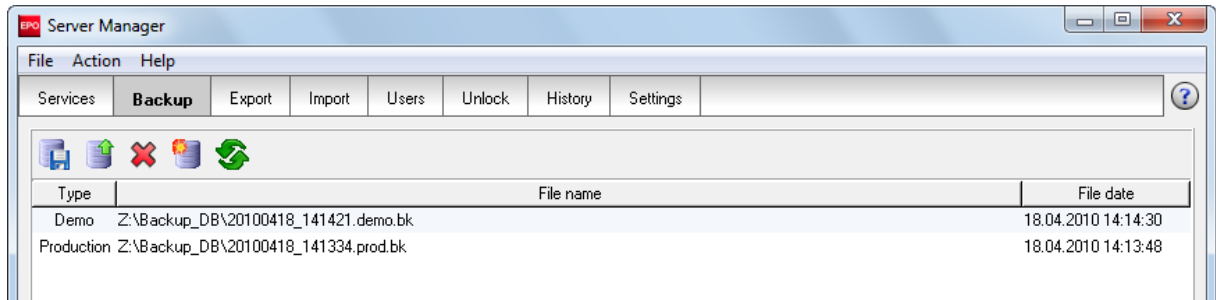 EPO Server Manager
File Action Help
Services Backup Export Import Users Unlock History Settings ?
Type File name File date
Demo Z:\Backup_DB\20100418_141421.demo.bk 18.04.2010 14:14:30
Production Z:\Backup_DB\20100418_141334.prod.bk 18.04.2010 14:13:48